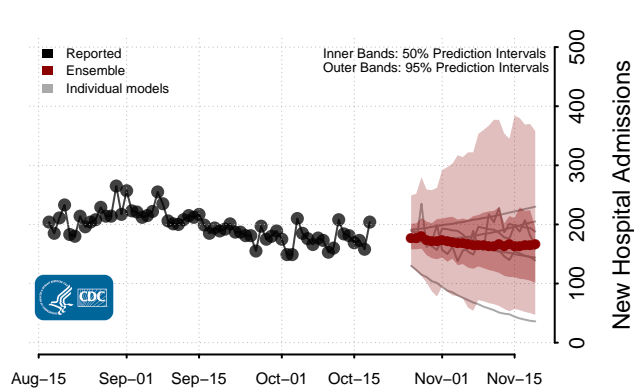 Reported
Ensemble
Individual models
Inner Bands: 50% Prediction Intervals
Outer Bands: 95% Prediction Intervals
CDC
0
100
200
300
400
500
New Hospital Admissions
Aug–15
Sep–01
Sep–15
Oct–01
Oct–15
Nov–01
Nov–15